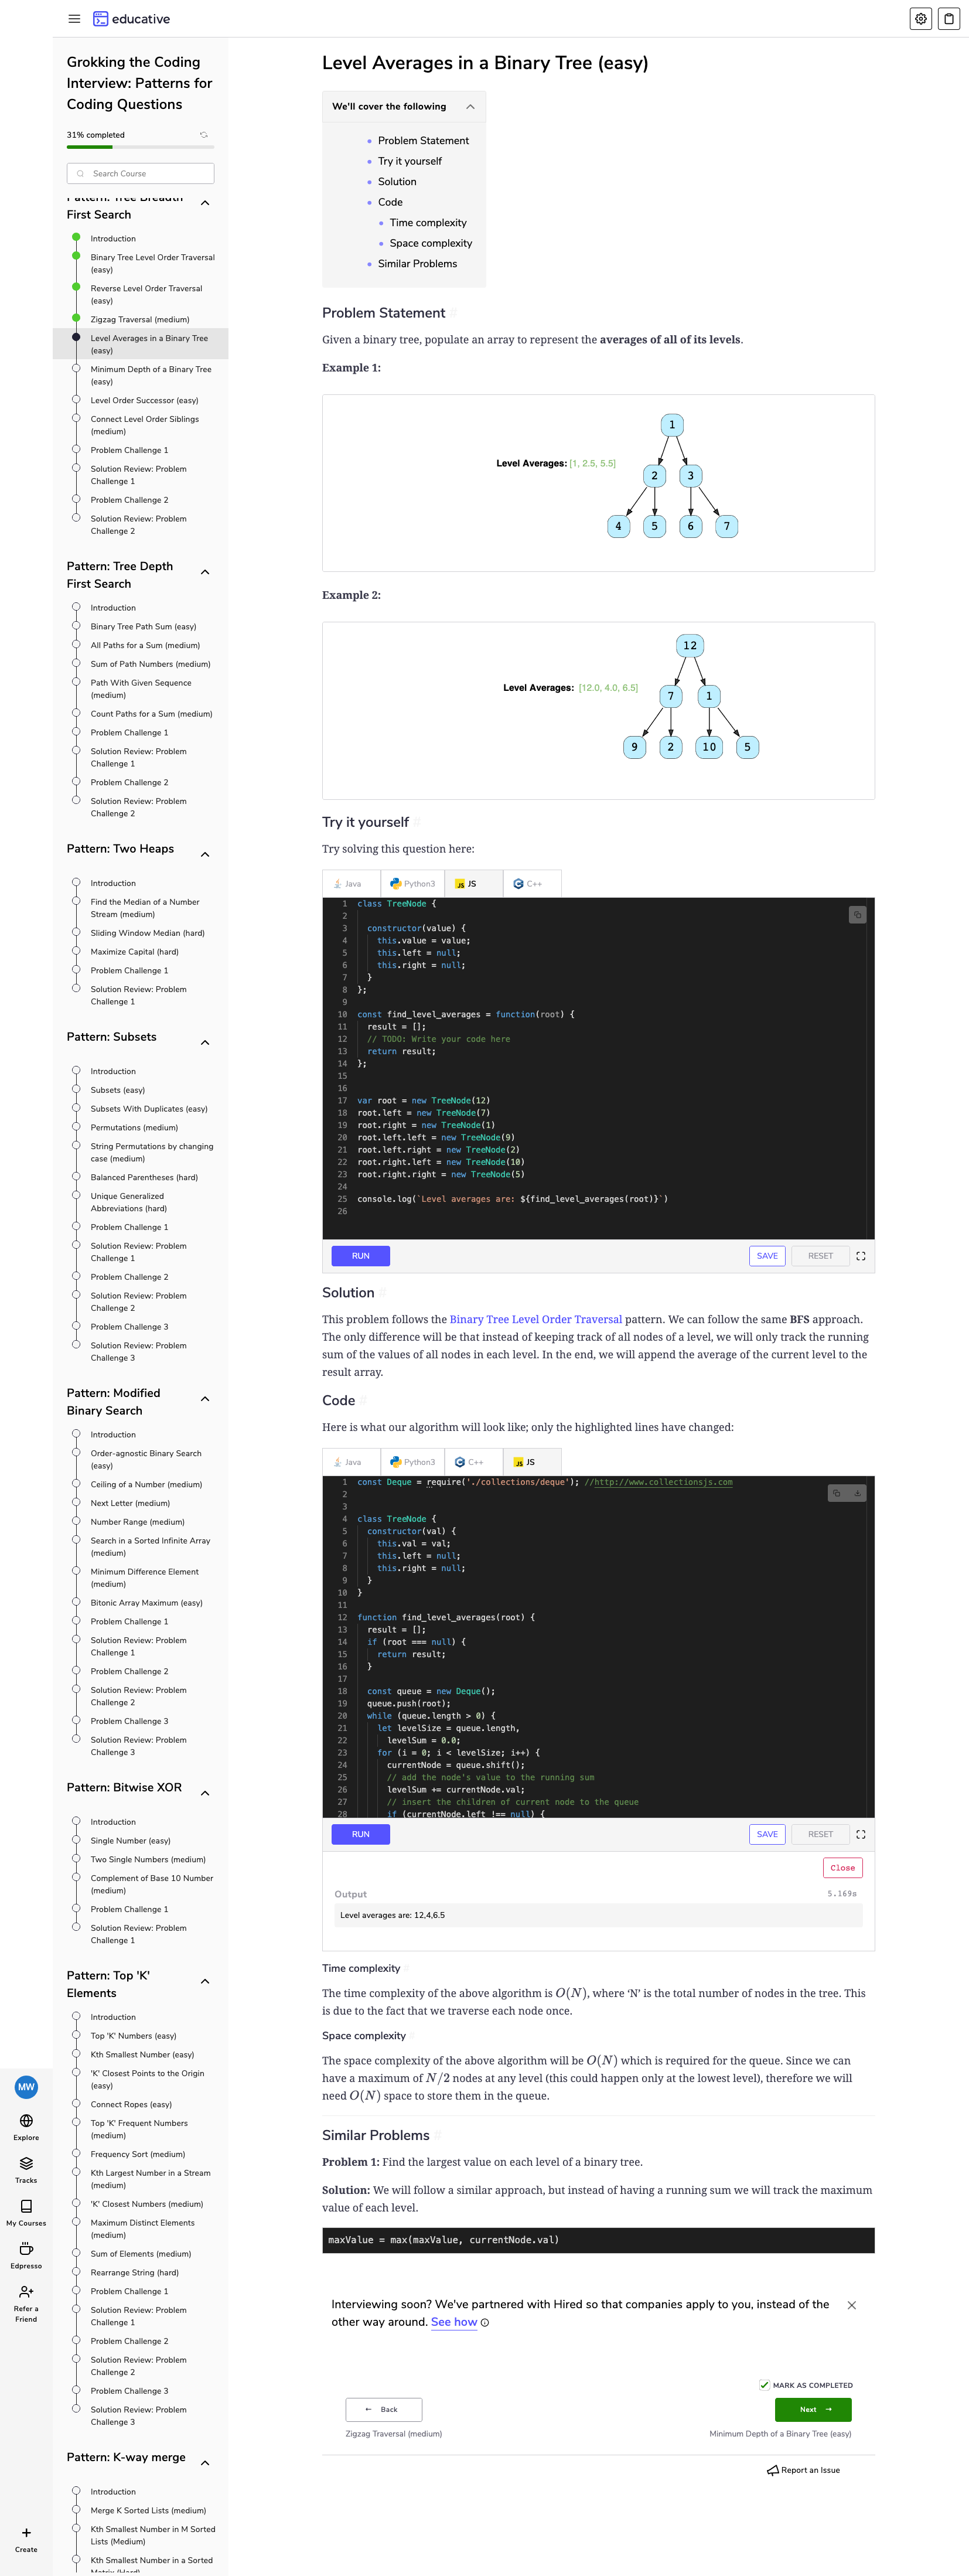 educative
Grokking the Coding
Interview: Patterns for
Coding Questions
31% completed
Search Course
Pattern: Tree Breadth
First Search
Introduction
Binary Tree Level Order Traversal
(easy)
Reverse Level Order Traversal
(easy)
Zigzag Traversal (medium)
Level Averages in a Binary Tree
(easy)
Minimum Depth of a Binary Tree
(easy)
Level Order Successor (easy)
Connect Level Order Siblings
(medium)
Problem Challenge 1
Solution Review: Problem
Challenge 1
Problem Challenge 2
Solution Review: Problem
Challenge 2
Pattern: Tree Depth
First Search
Introduction
Binary Tree Path Sum (easy)
All Paths for a Sum (medium)
Sum of Path Numbers (medium)
Path With Given Sequence
(medium)
Count Paths for a Sum (medium)
Problem Challenge 1
Solution Review: Problem
Challenge 1
Problem Challenge 2
Solution Review: Problem
Challenge 2
Pattern: Two Heaps
Introduction
Find the Median of a Number
Stream (medium)
Sliding Window Median (hard)
Maximize Capital (hard)
Problem Challenge 1
Solution Review: Problem
Challenge 1
Pattern: Subsets
Introduction
Subsets (easy)
Subsets With Duplicates (easy)
Permutations (medium)
String Permutations by changing
case (medium)
Balanced Parentheses (hard)
Unique Generalized
Abbreviations (hard)
Problem Challenge 1
Solution Review: Problem
Challenge 1
Problem Challenge 2
Solution Review: Problem
Challenge 2
Problem Challenge 3
Solution Review: Problem
Challenge 3
Pattern: Modified
Binary Search
Introduction
Order-agnostic Binary Search
(easy)
Ceiling of a Number (medium)
Next Letter (medium)
Number Range (medium)
Search in a Sorted Infinite Array
(medium)
Minimum Difference Element
(medium)
Bitonic Array Maximum (easy)
Problem Challenge 1
Solution Review: Problem
Challenge 1
Problem Challenge 2
Solution Review: Problem
Challenge 2
Problem Challenge 3
Solution Review: Problem
Challenge 3
Pattern: Bitwise XOR
Introduction
Single Number (easy)
Two Single Numbers (medium)
Complement of Base 10 Number
(medium)
Problem Challenge 1
Solution Review: Problem
Challenge 1
Pattern: Top 'K'
Elements
Introduction
Top 'K' Numbers (easy)
Kth Smallest Number (easy)
'K' Closest Points to the Origin
(easy)
Connect Ropes (easy)
Top 'K' Frequent Numbers
(medium)
Frequency Sort (medium)
Kth Largest Number in a Stream
(medium)
'K' Closest Numbers (medium)
Maximum Distinct Elements
(medium)
Sum of Elements (medium)
Rearrange String (hard)
Problem Challenge 1
Solution Review: Problem
Challenge 1
Problem Challenge 2
Solution Review: Problem
Challenge 2
Problem Challenge 3
Solution Review: Problem
Challenge 3
Pattern: K-way merge
Introduction
Merge K Sorted Lists (medium)
Kth Smallest Number in M Sorted
Lists (Medium)
Kth Smallest Number in a Sorted
Matrix (Hard)
MW
Explore
Tracks
My Courses
Edpresso
Refer a
Friend
Create
Level Averages in a Binary Tree (easy)
We'll cover the following
Problem Statement
Try it yourself
Solution
Code
Time complexity
Space complexity
Similar Problems
Problem Statement #
Given a binary tree, populate an array to represent the averages of all of its levels.
Example 1:
1
Level Averages: [1, 2.5, 5.5]
2 3
4 5 6 7
Example 2:
12
Level Averages: [12.0, 4.0, 6.5]
7 1
9 2 10 5
Try it yourself #
Try solving this question here:
Java Python3 JS C++
1 class TreeNode {
2
3 constructor(value) {
4 this.value = value;
5 this.left = null;
6 this.right = null;
7 }
8 };
9
10 const find_level_averages = function(root) {
11 result = [];
12 // TODO: Write your code here
13 return result;
14 };
15
16
17 var root = new TreeNode(12)
18 root.left = new TreeNode(7)
19 root.right = new TreeNode(1)
20 root.left.left = new TreeNode(9)
21 root.left.right = new TreeNode(2)
22 root.right.left = new TreeNode(10)
23 root.right.right = new TreeNode(5)
24
25 console.log(`Level averages are: ${find_level_averages(root)}`)
26
RUN SAVE RESET
Solution #
This problem follows the Binary Tree Level Order Traversal pattern. We can follow the same BFS approach.
The only difference will be that instead of keeping track of all nodes of a level, we will only track the running
sum of the values of all nodes in each level. In the end, we will append the average of the current level to the
result array.
Code #
Here is what our algorithm will look like; only the highlighted lines have changed:
Java Python3 C++ JS
1 const Deque = require('./collections/deque'); //http://www.collectionsjs.com
2
3
4 class TreeNode {
5 constructor(val) {
6 this.val = val;
7 this.left = null;
8 this.right = null;
9 }
10 }
11
12 function find_level_averages(root) {
13 result = [];
14 if (root === null) {
15 return result;
16 }
17
18 const queue = new Deque();
19 queue.push(root);
20 while (queue.length > 0) {
21 let levelSize = queue.length,
22 levelSum = 0.0;
23 for (i = 0; i < levelSize; i++) {
24 currentNode = queue.shift();
25 // add the node's value to the running sum
26 levelSum += currentNode.val;
27 // insert the children of current node to the queue
28 if (currentNode.left !== null) {
RUN SAVE RESET
Close
Output 5.169s
Level averages are: 12,4,6.5
Time complexity #
The time complexity of the above algorithm is O(N), where ‘N’ is the total number of nodes in the tree. This
is due to the fact that we traverse each node once.
Space complexity #
The space complexity of the above algorithm will be O(N) which is required for the queue. Since we can
have a maximum of N/2 nodes at any level (this could happen only at the lowest level), therefore we will
need O(N) space to store them in the queue.
Similar Problems #
Problem 1: Find the largest value on each level of a binary tree.
Solution: We will follow a similar approach, but instead of having a running sum we will track the maximum
value of each level.
maxValue = max(maxValue, currentNode.val)
Interviewing soon? We've partnered with Hired so that companies apply to you, instead of the
other way around. See how
MARK AS COMPLETED
← Back Next →
Zigzag Traversal (medium) Minimum Depth of a Binary Tree (easy)
Report an Issue